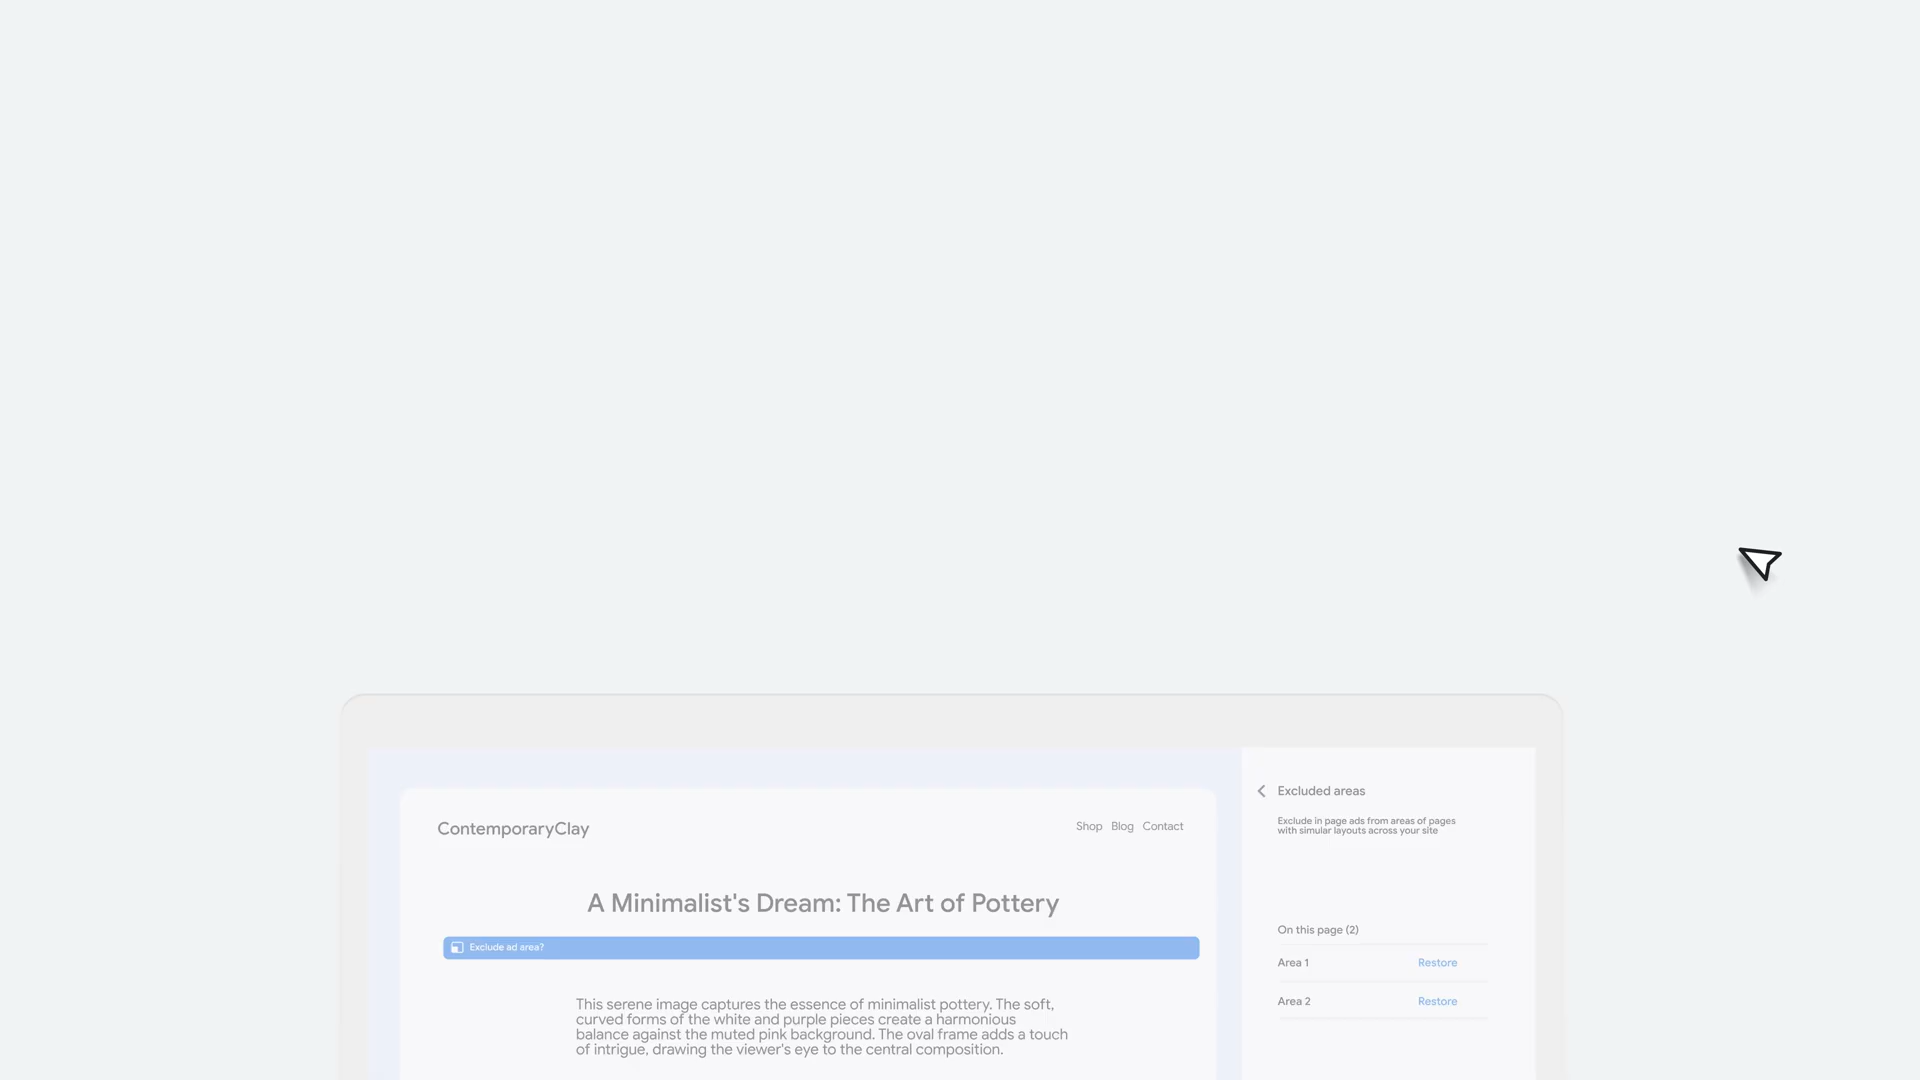 ContemporaryClay
Shop Blog Contact
A Minimalist's Dream: The Art of Pottery
Exclude ad area?
This serene image captures the essence of minimalist pottery. The soft,
curved forms of the white and purple pieces create a harmonious
balance against the muted pink background. The oval frame adds a touch
of intrigue, drawing the viewer's eye to the central composition.
Excluded areas
Exclude in page ads from areas of pages
with simular layouts across your site
On this page (2)
Area 1 Restore
Area 2 Restore